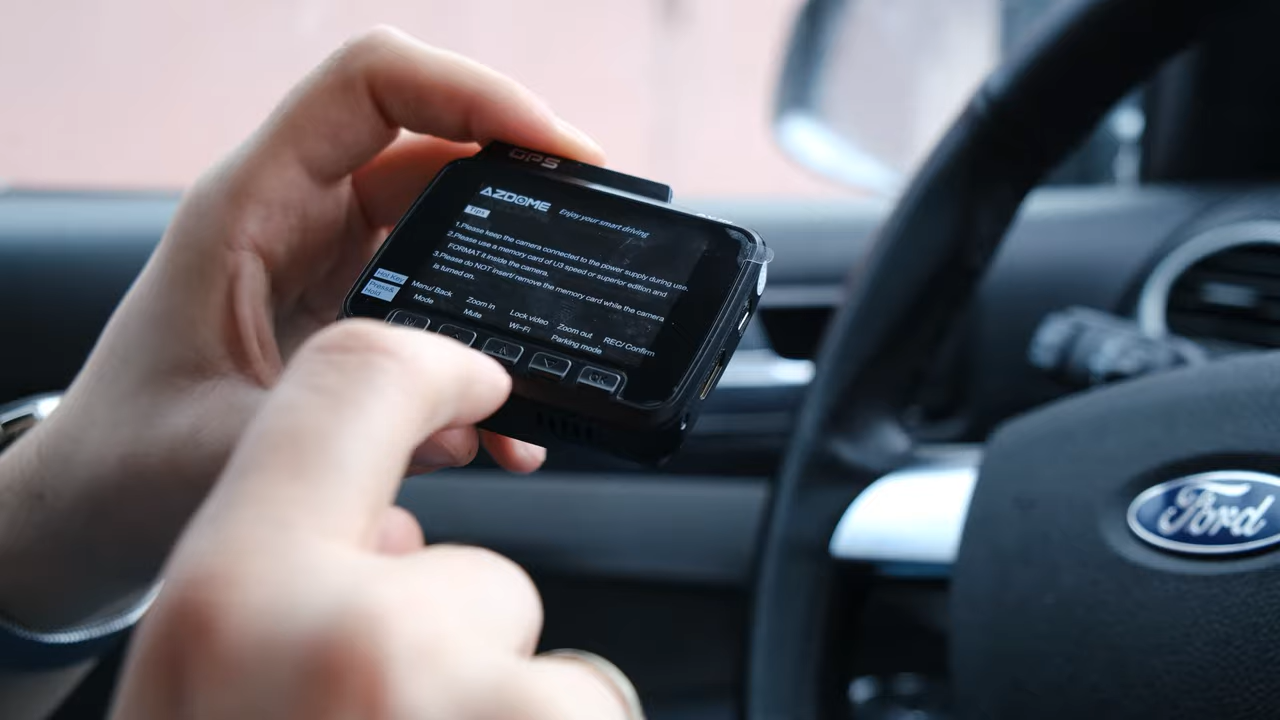 GPS
AZDOME Enjoy your smart driving
Tips
1.Please keep the camera connected to the power supply during use.
2.Please use a memory card of U3 speed or superior edition and
FORMAT it inside the camera.
3.Please do NOT insert/ remove the memory card while the camera
is turned on.
Hot Key Menu/ Back Zoom in Lock video Zoom out REC/ Confirm
Press& Hold Mode Mute Wi-Fi Parking mode
M
OK
Ford